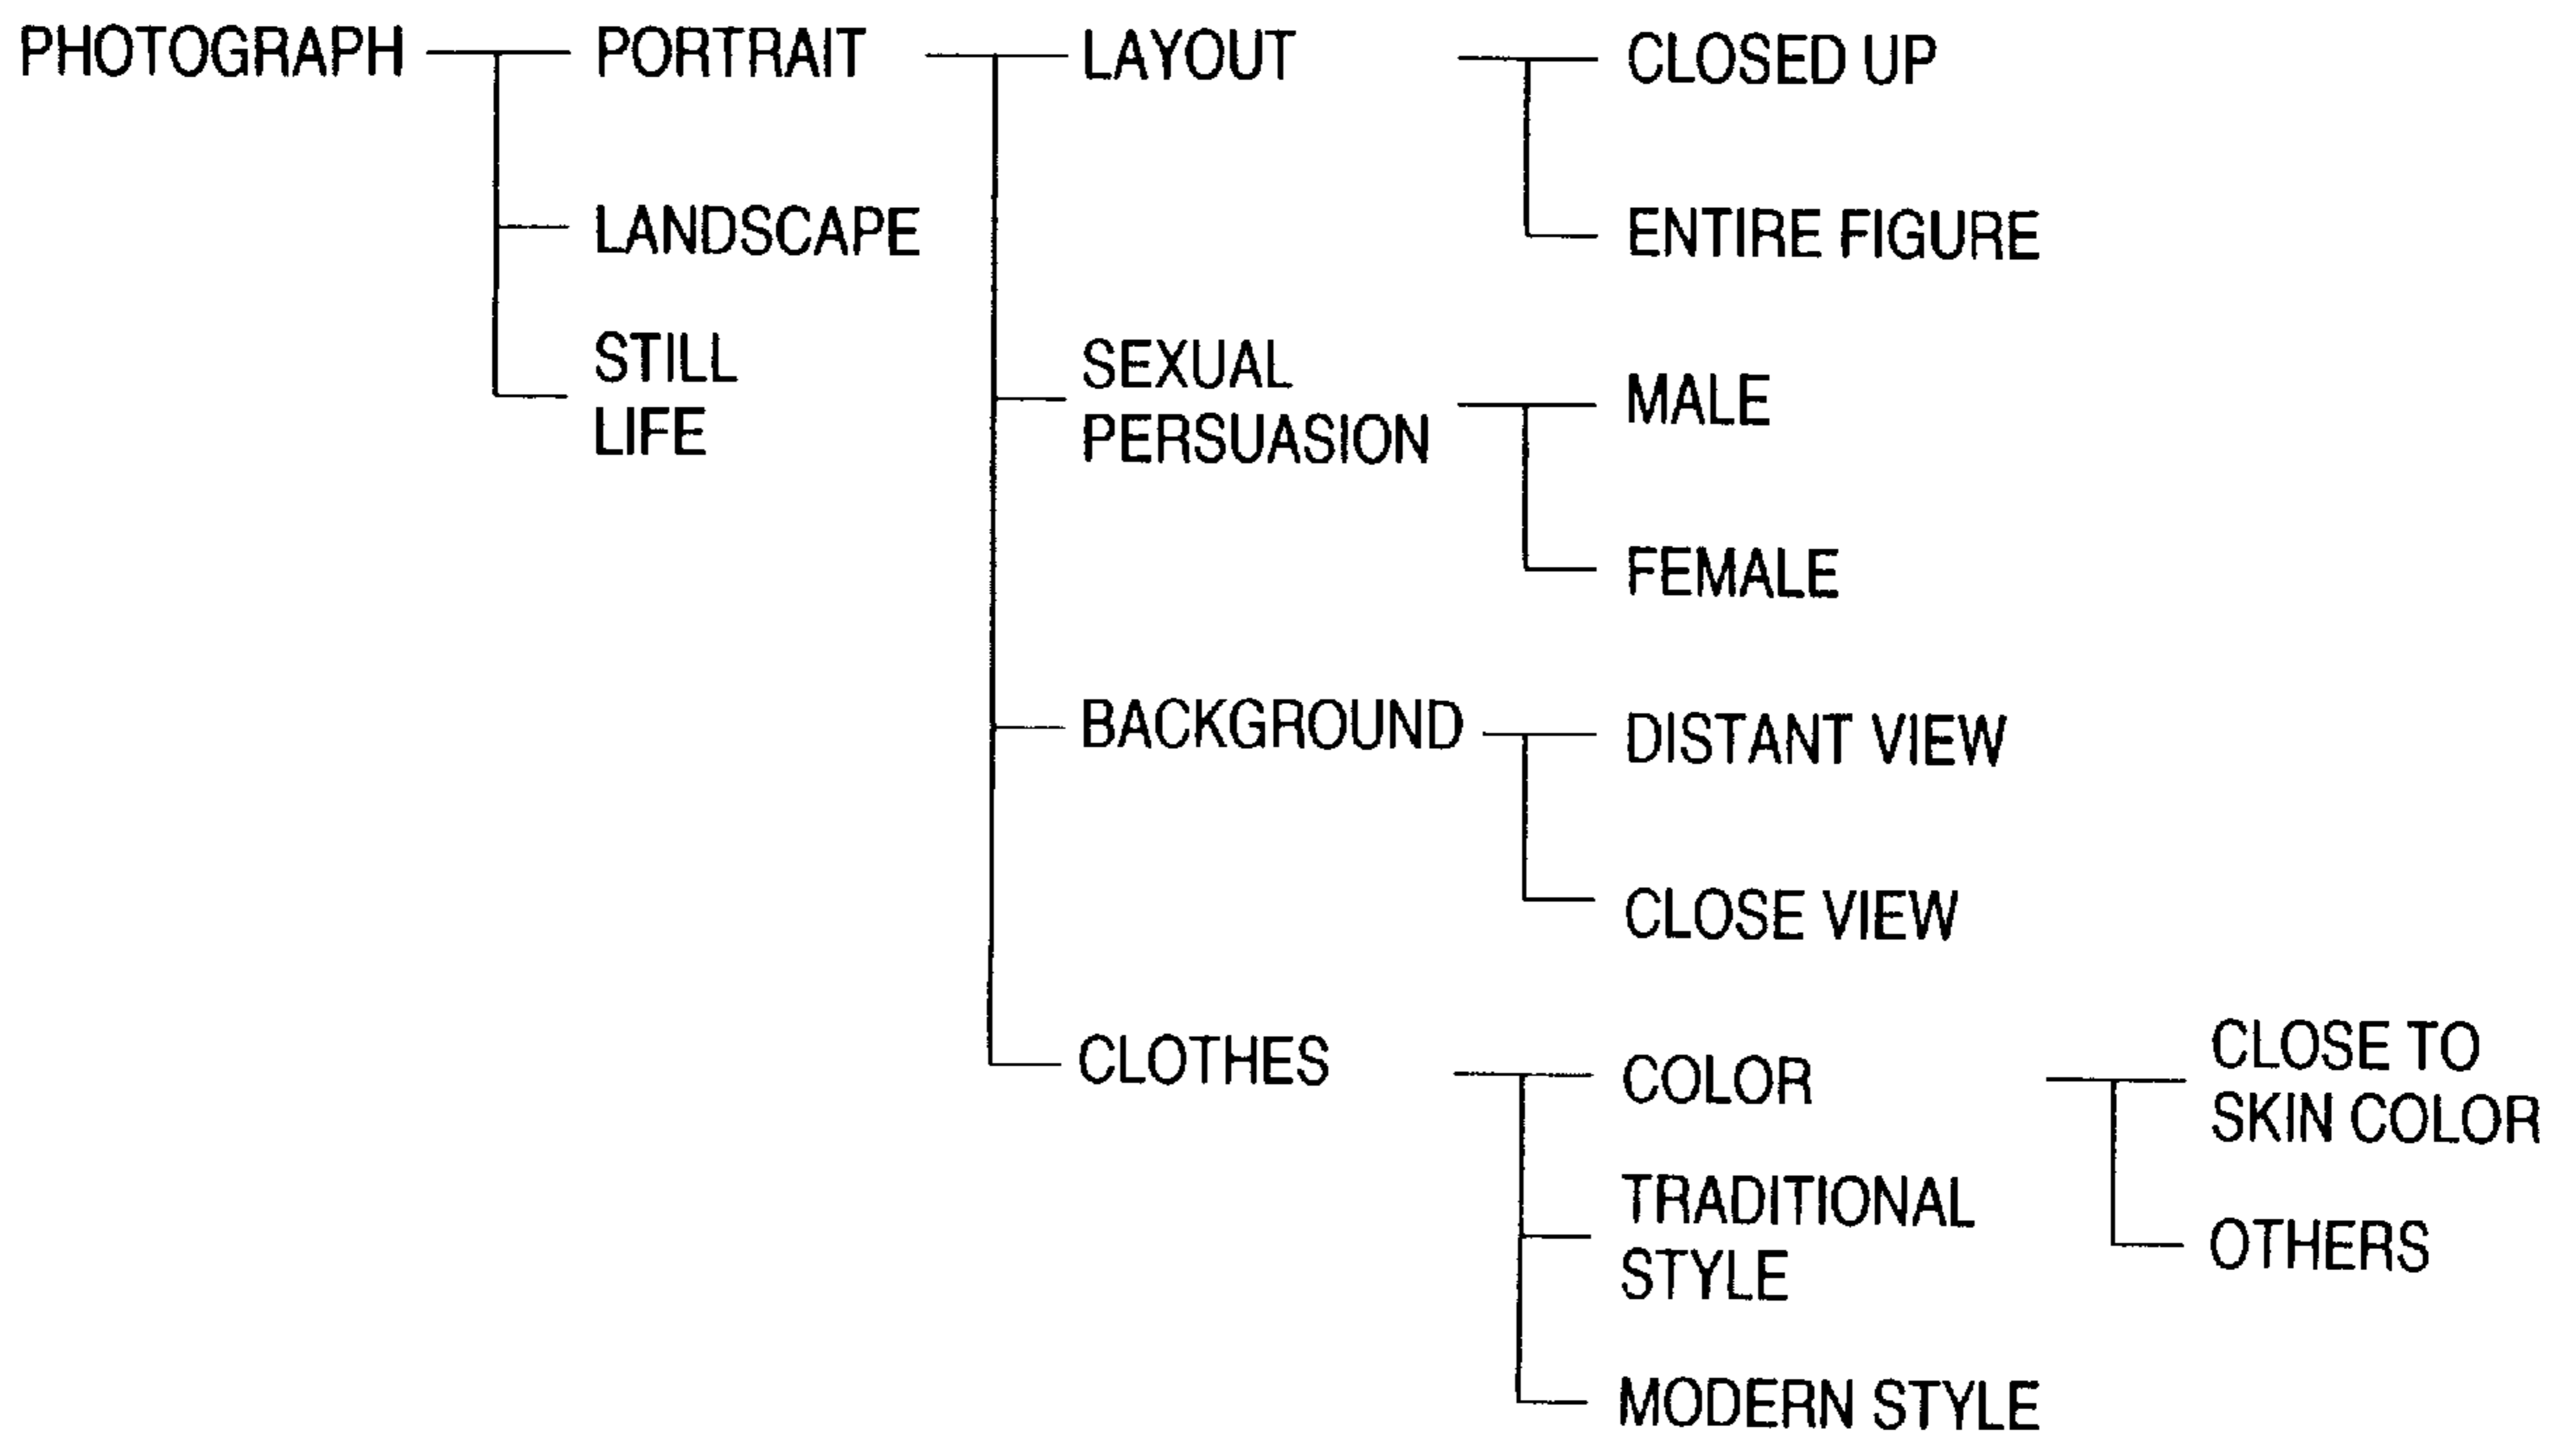 PHOTOGRAPH
PORTRAIT
LANDSCAPE
STILL
LIFE
LAYOUT
CLOSED UP
ENTIRE FIGURE
SEXUAL
PERSUASION
MALE
FEMALE
BACKGROUND
DISTANT VIEW
CLOSE VIEW
CLOTHES
COLOR
CLOSE TO
SKIN COLOR
OTHERS
TRADITIONAL
STYLE
MODERN STYLE